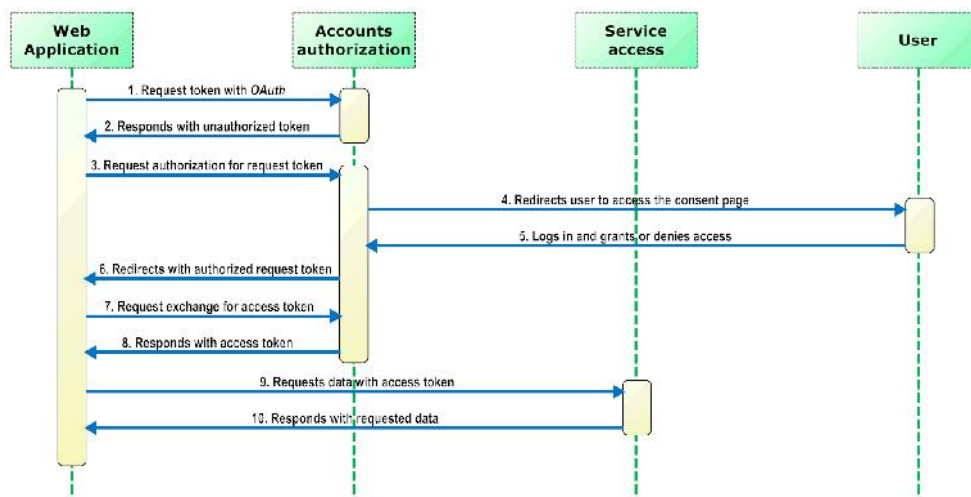 Web
Application
Accounts
authorization
Service
access
User
1. Request token with OAuth
2. Responds with unauthorized token
3. Request authorization for request token
4. Redirects user to access the consent page
5. Logs in and grants or denies access
6. Redirects with authorized request token
7. Request exchange for access token
8. Responds with access token
9. Requests data with access token
10. Responds with requested data